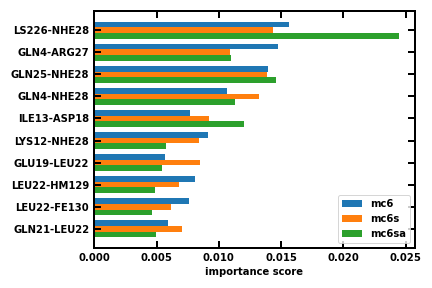 LS226-NHE28
GLN4-ARG27
GLN25-NHE28
GLN4-NHE28
ILE13-ASP18
LYS12-NHE28
GLU19-LEU22
LEU22-HM129
LEU22-FE130
GLN21-LEU22
mc6
mc6s
mc6sa
0.000 0.005 0.010 0.015 0.020 0.025
importance score